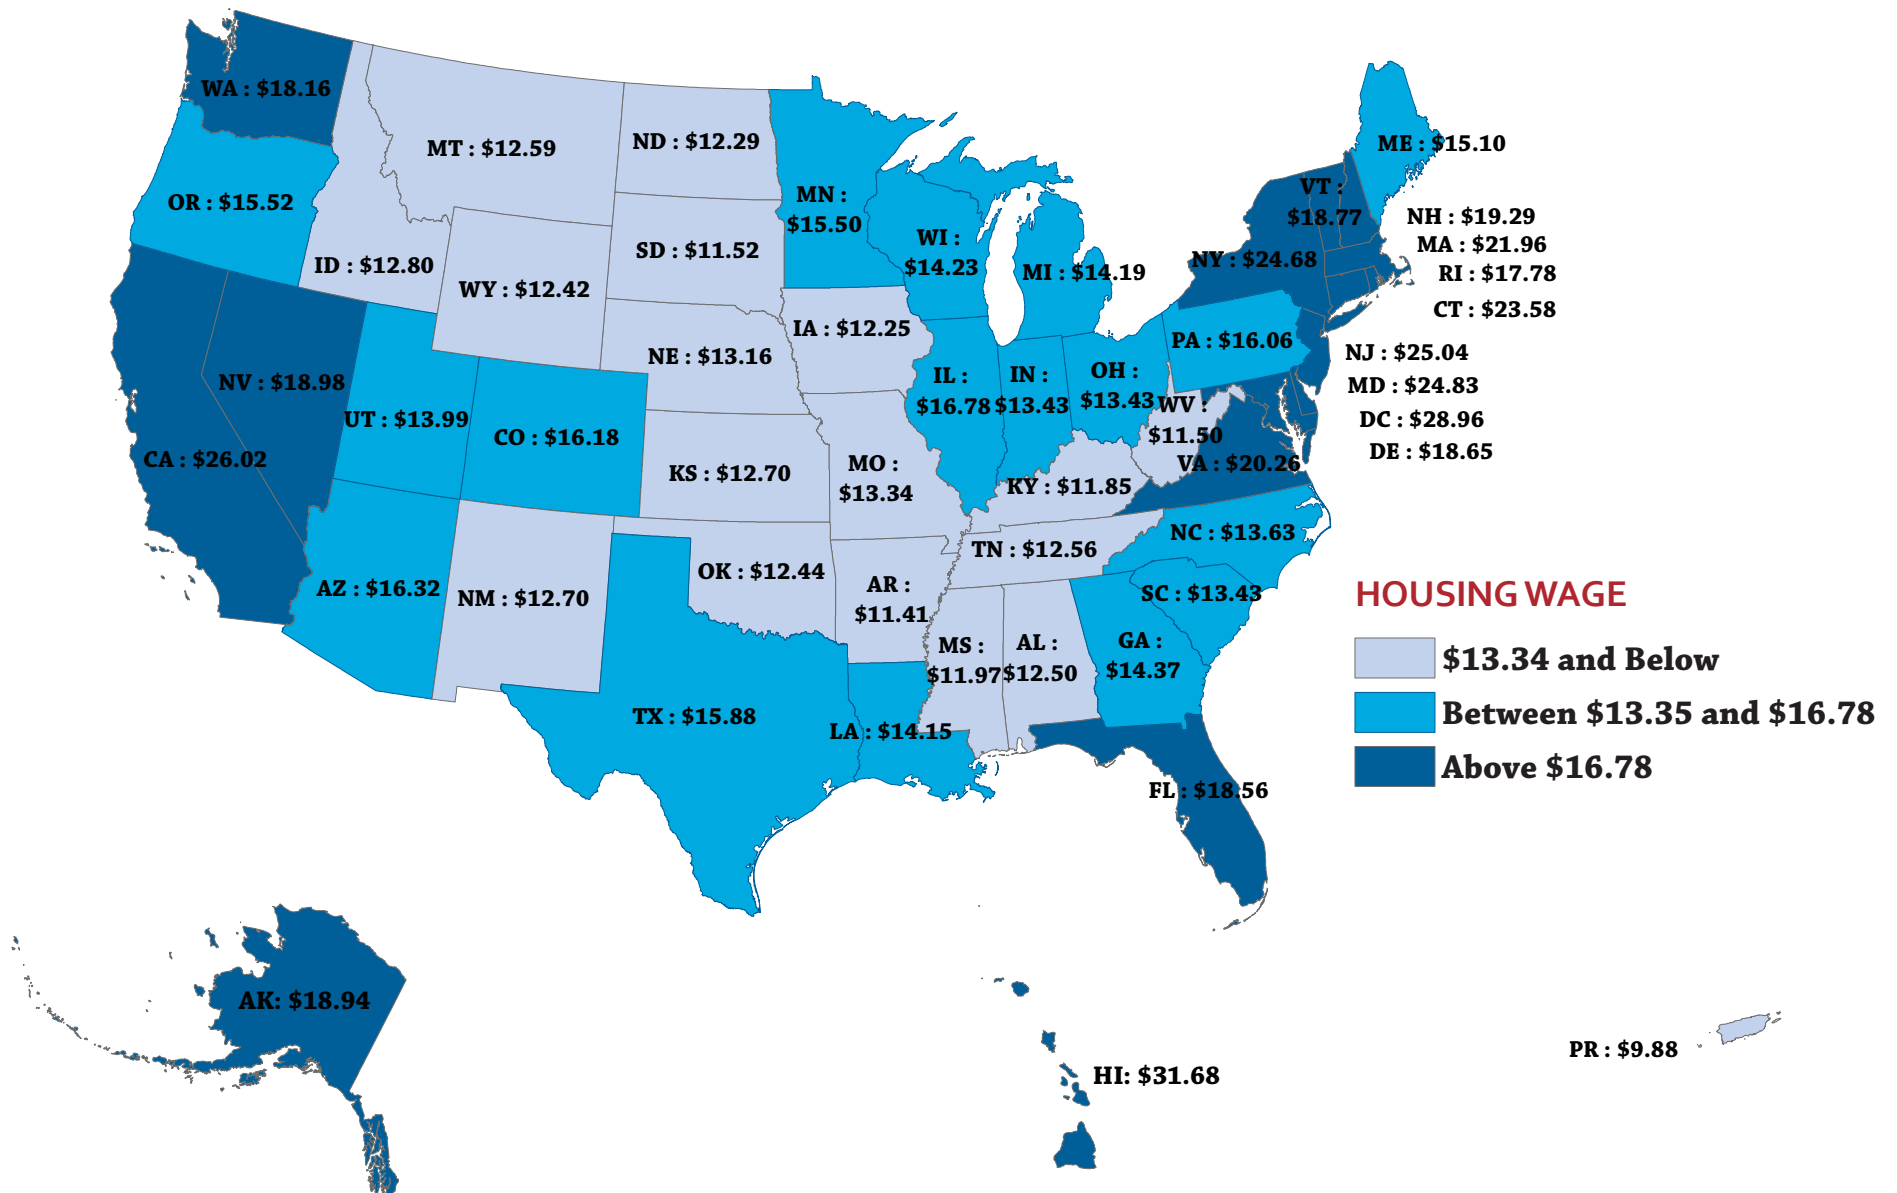 WA : $18.16
MT : $12.59
ND : $12.29
ME : $15.10
OR : $15.52
MN :
$15.50
VT :
$18.77
NH : $19.29
MA : $21.96
RI : $17.78
CT : $23.58
ID : $12.80
WY : $12.42
SD : $11.52
WI :
$14.23
MI : $14.19
NY : $24.68
IA : $12.25
NE : $13.16
PA : $16.06
NJ : $25.04
MD : $24.83
DC : $28.96
DE : $18.65
NV : $18.98
UT : $13.99
CO : $16.18
IL :
$16.78
IN :
$13.43
OH :
$13.43
WV :
$11.50
CA : $26.02
KS : $12.70
MO :
$13.34
KY : $11.85
VA : $20.26
AZ : $16.32
NM : $12.70
OK : $12.44
AR :
$11.41
TN : $12.56
NC : $13.63
SC : $13.43
MS :
$11.97
AL :
$12.50
GA :
$14.37
TX : $15.88
LA : $14.15
FL : $18.56
HOUSING WAGE
$13.34 and Below
Between $13.35 and $16.78
Above $16.78
AK: $18.94
HI: $31.68
PR : $9.88